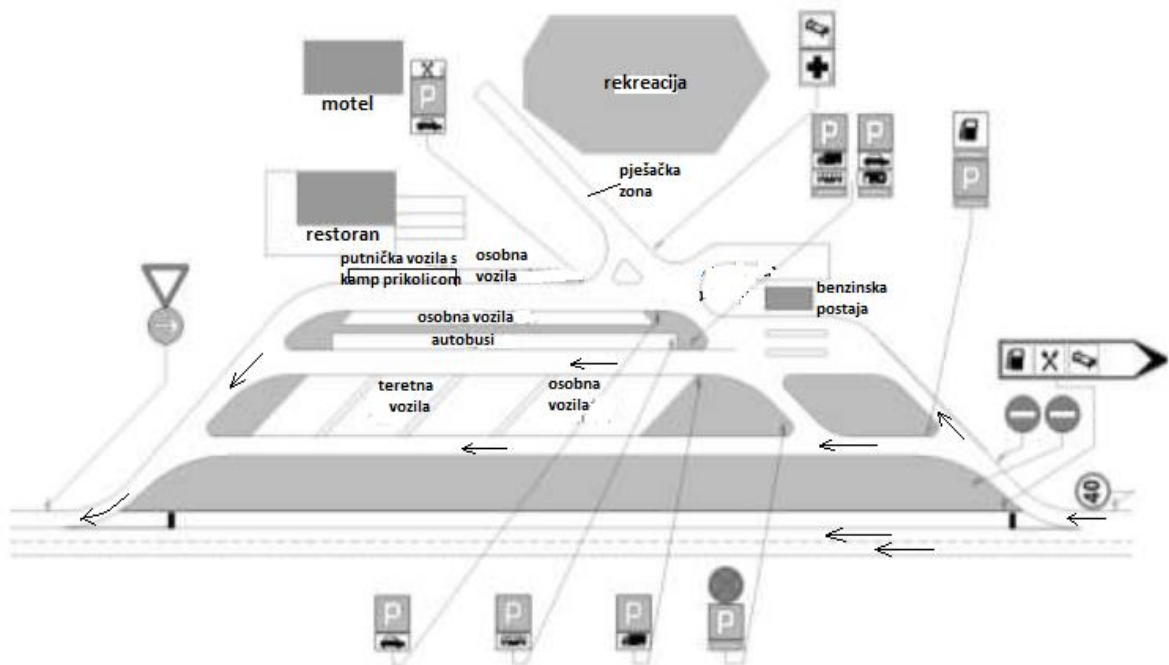 rekreacija
motel
P
P
P
pješačka
zona
P
restoran
putnička vozila s
kamp prikolicom
osobna
vozila
benzinska
postaja
osobna vozila
autobusi
teretna
vozila
osobna
vozila
40
P
P
P
P